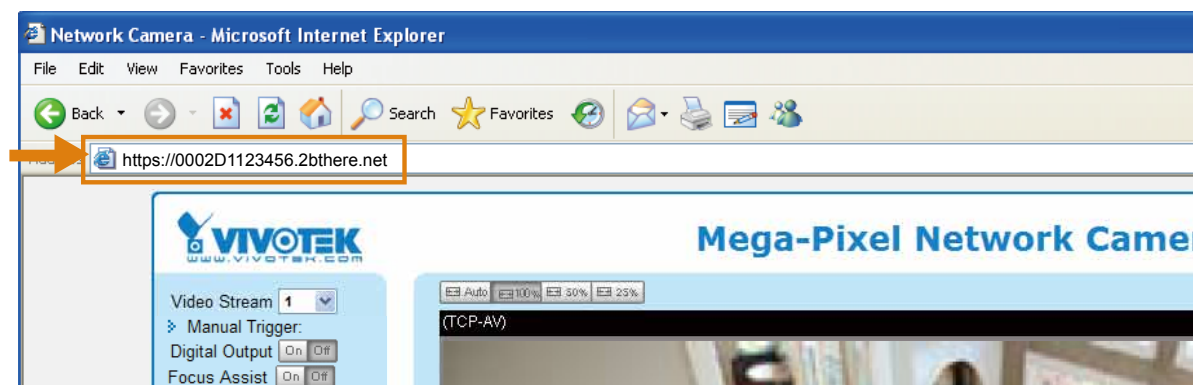 Network Camera - Microsoft Internet Explorer
File Edit View Favorites Tools Help
Back Search Favorites
https://0002D1123456.2bthere.net
VIVOTEK
www.vivotek.com
Mega-Pixel Network Came
Video Stream 1
Auto 100% 50% 25%
Manual Trigger:
(TCP-AV)
Digital Output On Off
Focus Assist On Off